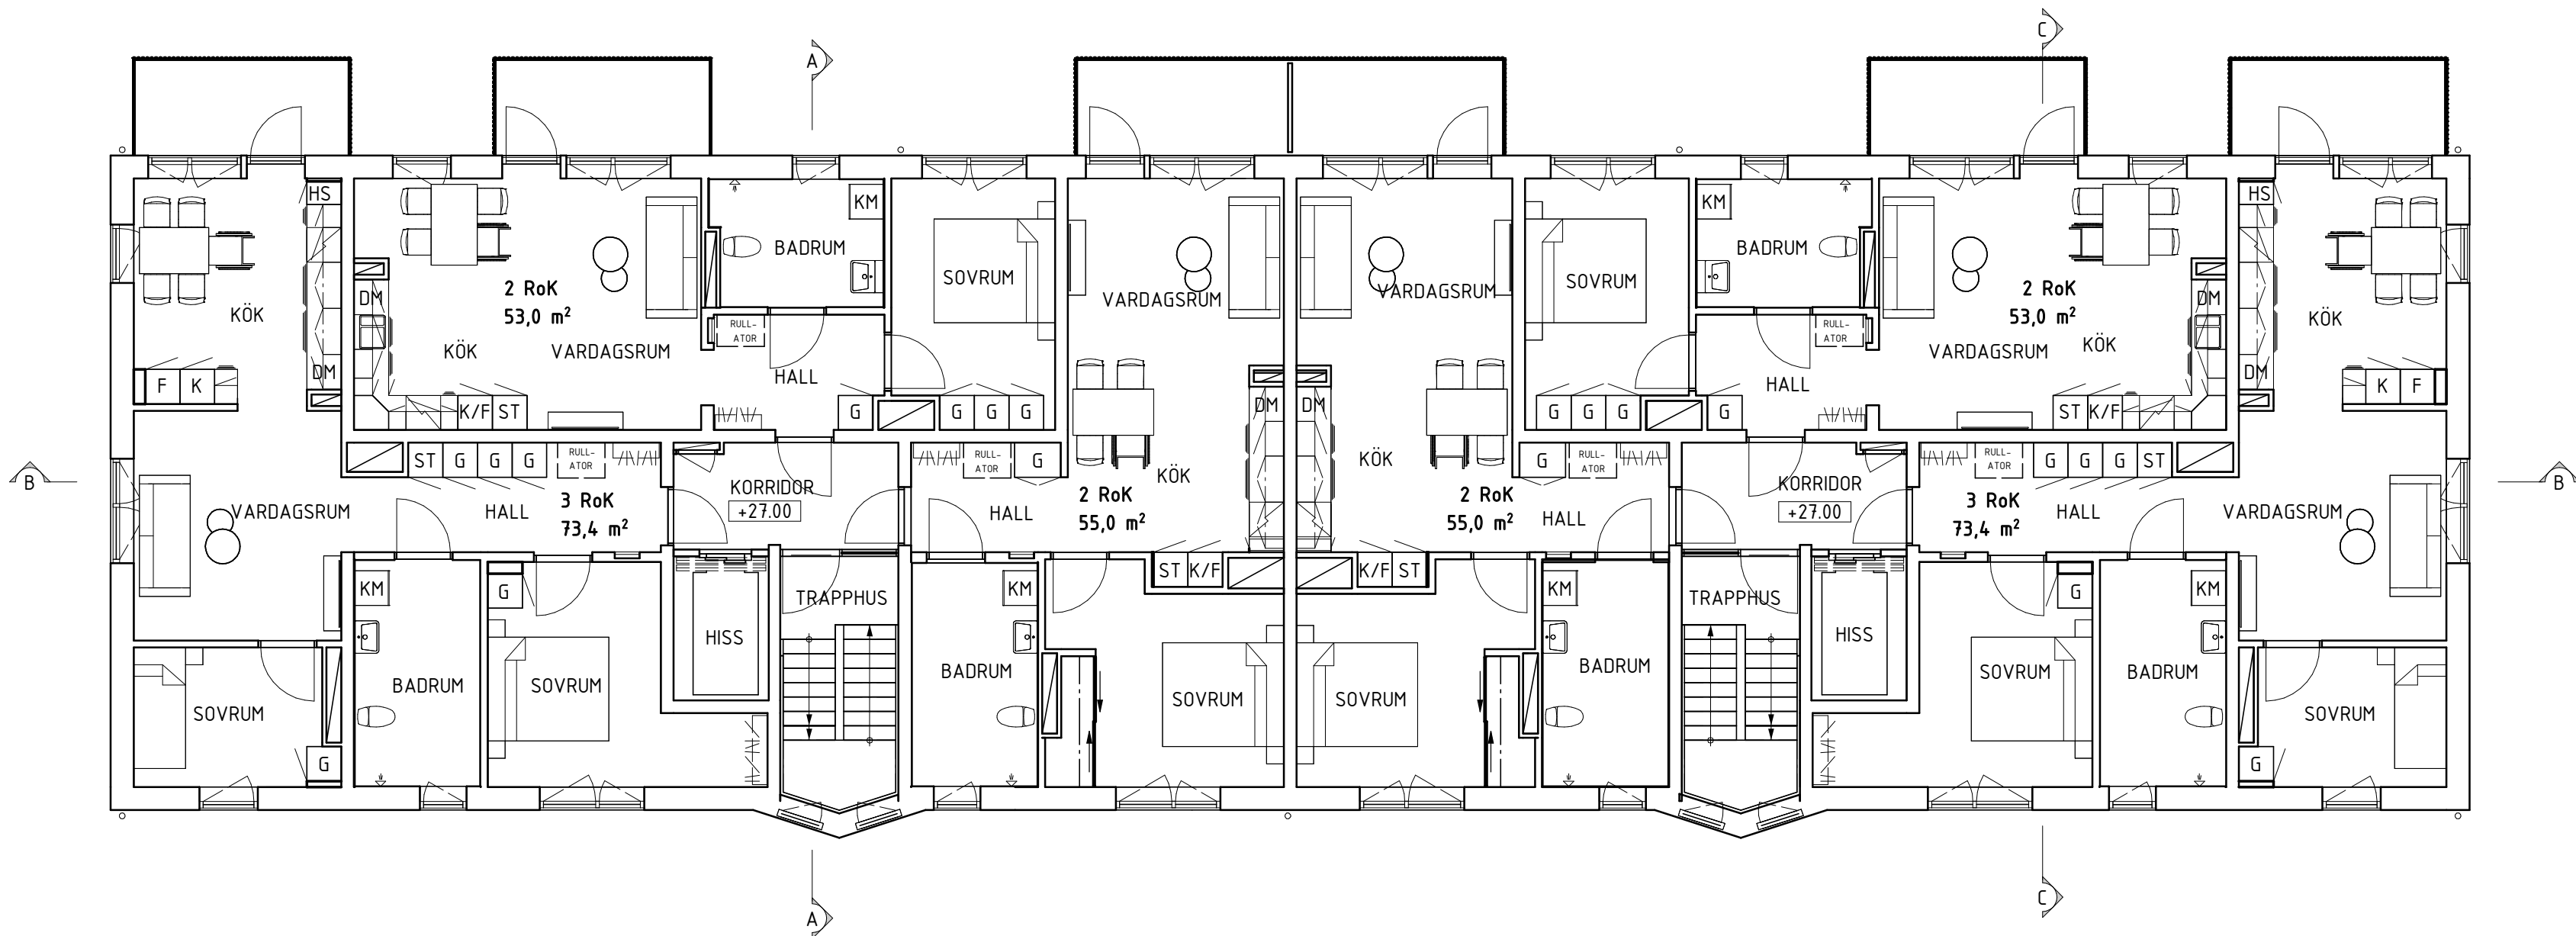 C
A
HS
KM
BADRUM
SOVRUM
KÖK
DM
2 RoK
53,0 m²
KÖK
VARDAGSRUM
RULL-
ATOR
HALL
F K
DM
K/F ST
G
G G G
VARDAGSRUM
DM
KÖK
2 RoK
55,0 m²
VARDAGSRUM
DM
KÖK
2 RoK
55,0 m²
SOVRUM
G G G
KM
BADRUM
RULL-
ATOR
HALL
G
2 RoK
53,0 m²
VARDAGSRUM
KÖK
DM
ST K/F
HS
KÖK
DM
K F
B
VARDAGSRUM
ST G G G
RULL-
ATOR
HALL
3 RoK
73,4 m²
KORRIDOR
+27.00
RULL-
ATOR
G
HALL
G
RULL-
ATOR
HALL
KORRIDOR
+27.00
RULL-
ATOR
G G G ST
3 RoK
73,4 m²
HALL
VARDAGSRUM
B
KM
G
HISS
TRAPPHUS
KM
ST K/F
K/F ST
KM
TRAPPHUS
HISS
G
KM
SOVRUM
G
BADRUM
SOVRUM
BADRUM
SOVRUM
SOVRUM
BADRUM
SOVRUM
BADRUM
SOVRUM
G
A
C